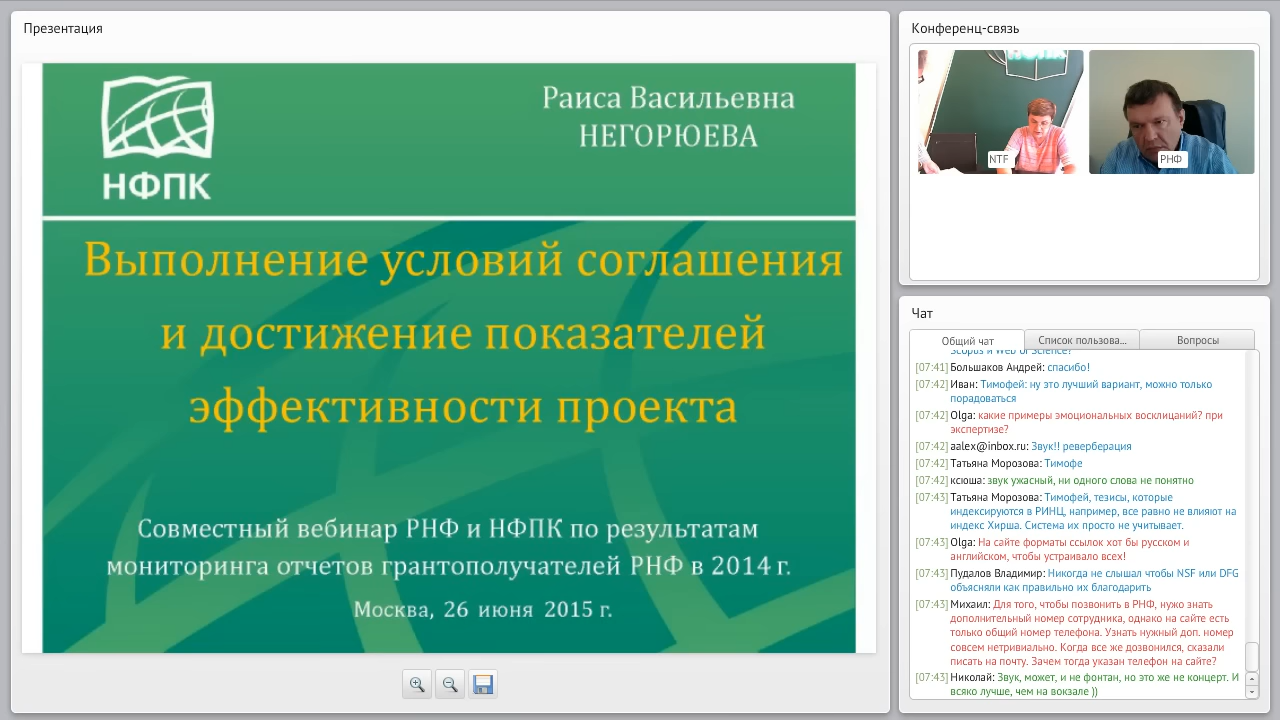 Презентация
НФПК
Раиса Васильевна
НЕГОРЮЕВА
Выполнение условий соглашения
и достижение показателей
эффективности проекта
Совместный вебинар РНФ и НФПК по результатам
мониторинга отчетов грантополучателей РНФ в 2014 г.
Москва, 26 июня 2015 г.
Конференц-связь
NTF
РНФ
Чат
Общий чат
Список пользова...
Вопросы
Scopus и Web of Science?
[07:41] Большаков Андрей: спасибо!
[07:42] Иван: Тимофей: ну это лучший вариант, можно только
порадоваться
[07:42] Olga: какие примеры эмоциональных восклицаний? при
экспертизе?
[07:42] aalex@inbox.ru: Звук!! реверберация
[07:42] Татьяна Морозова: Тимофе
[07:42] ксюша: звук ужасный, ни одного слова не понятно
[07:43] Татьяна Морозова: Тимофей, тезисы, которые
индексируются в РИНЦ, например, все равно не влияют на
индекс Хирша. Система их просто не учитывает.
[07:43] Olga: На сайте форматы ссылок хот бы русском и
английском, чтобы устраивало всех!
[07:43] Пудалов Владимир: Никогда не слышал чтобы NSF или DFG
объясняли как правильно их благодарить
[07:43] Михаил: Для того, чтобы позвонить в РНФ, нужо знать
дополнительный номер сотрудника, однако на сайте есть
только общий номер телефона. Узнать нужный доп. номер
совсем нетривиально. Когда все же дозвонился, сказали
писать на почту. Зачем тогда указан телефон на сайте?
[07:43] Николай: Звук, может, и не фонтан, но это же не концерт. И
всяко лучше, чем на вокзале ))